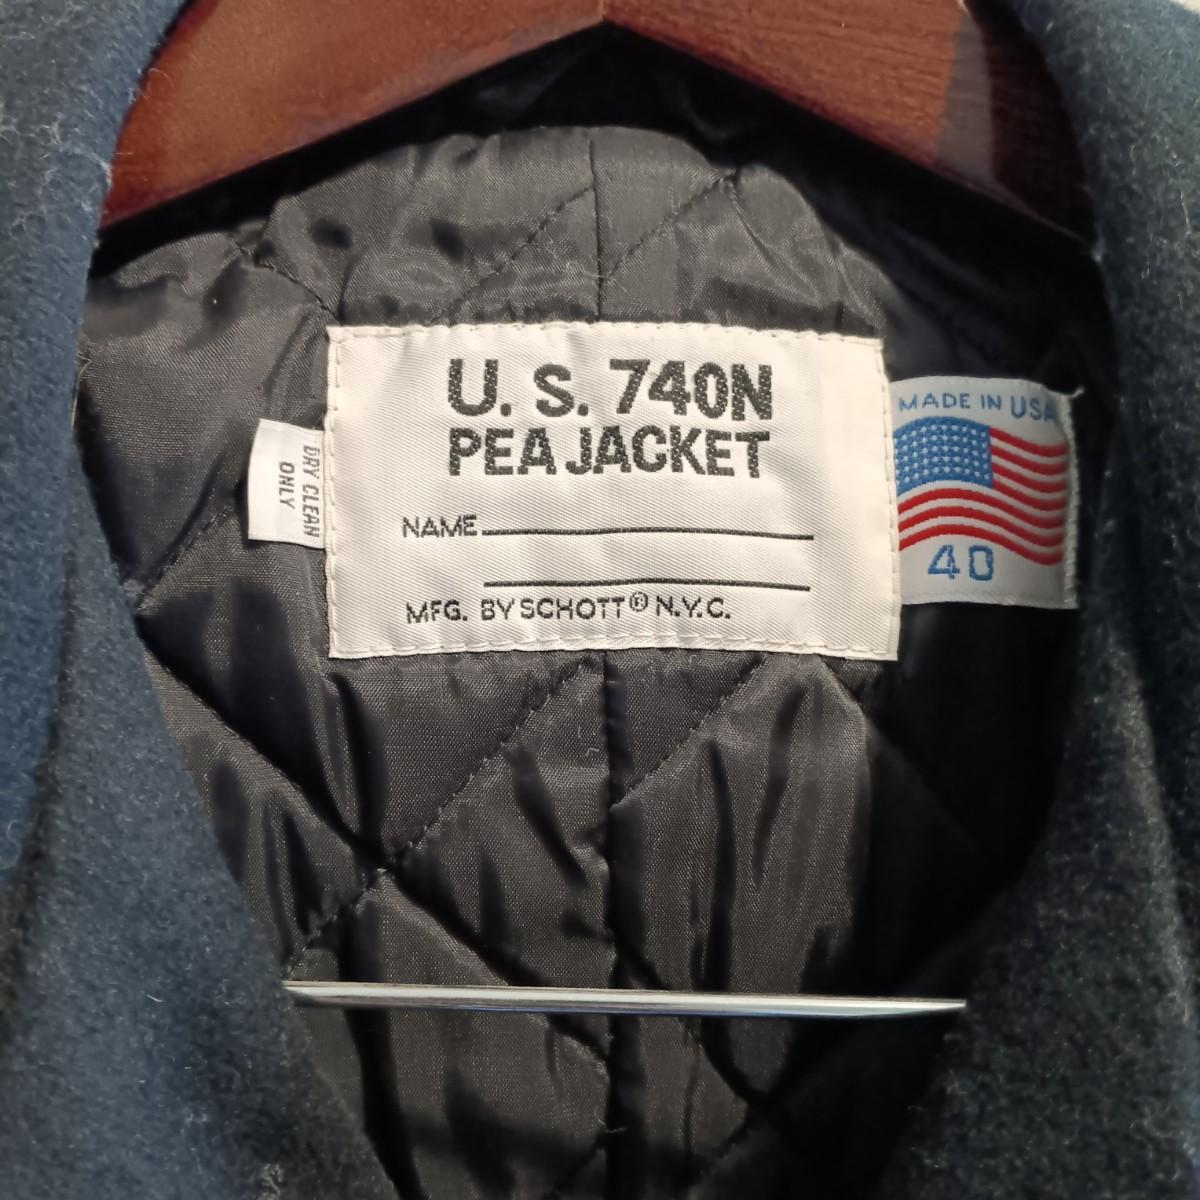 U. S. 740N
PEA JACKET
NAME
MFG. BY SCHOTT® N.Y.C.
DRY CLEAN
ONLY
MADE IN USA
40